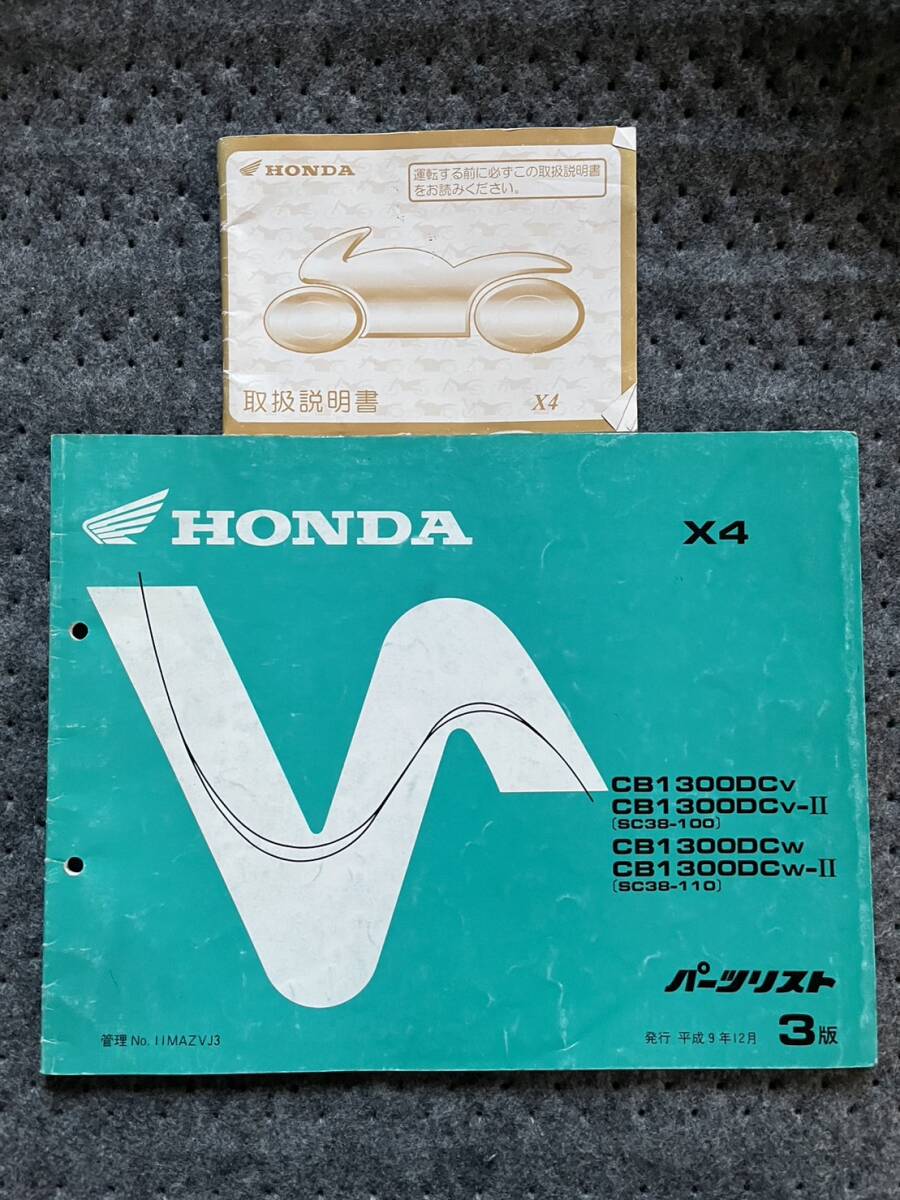 HONDA
運転する前に必ずこの取扱説明書
をお読みください。
取扱説明書
X4
HONDA
X4
CB1300DCV
CB1300DCV-II
(SC38-100)
CB1300DCW
CB1300DCW-II
(SC38-110)
パーツリスト
管理 No. 11MAZVJ3
発行 平成9年12月 3版